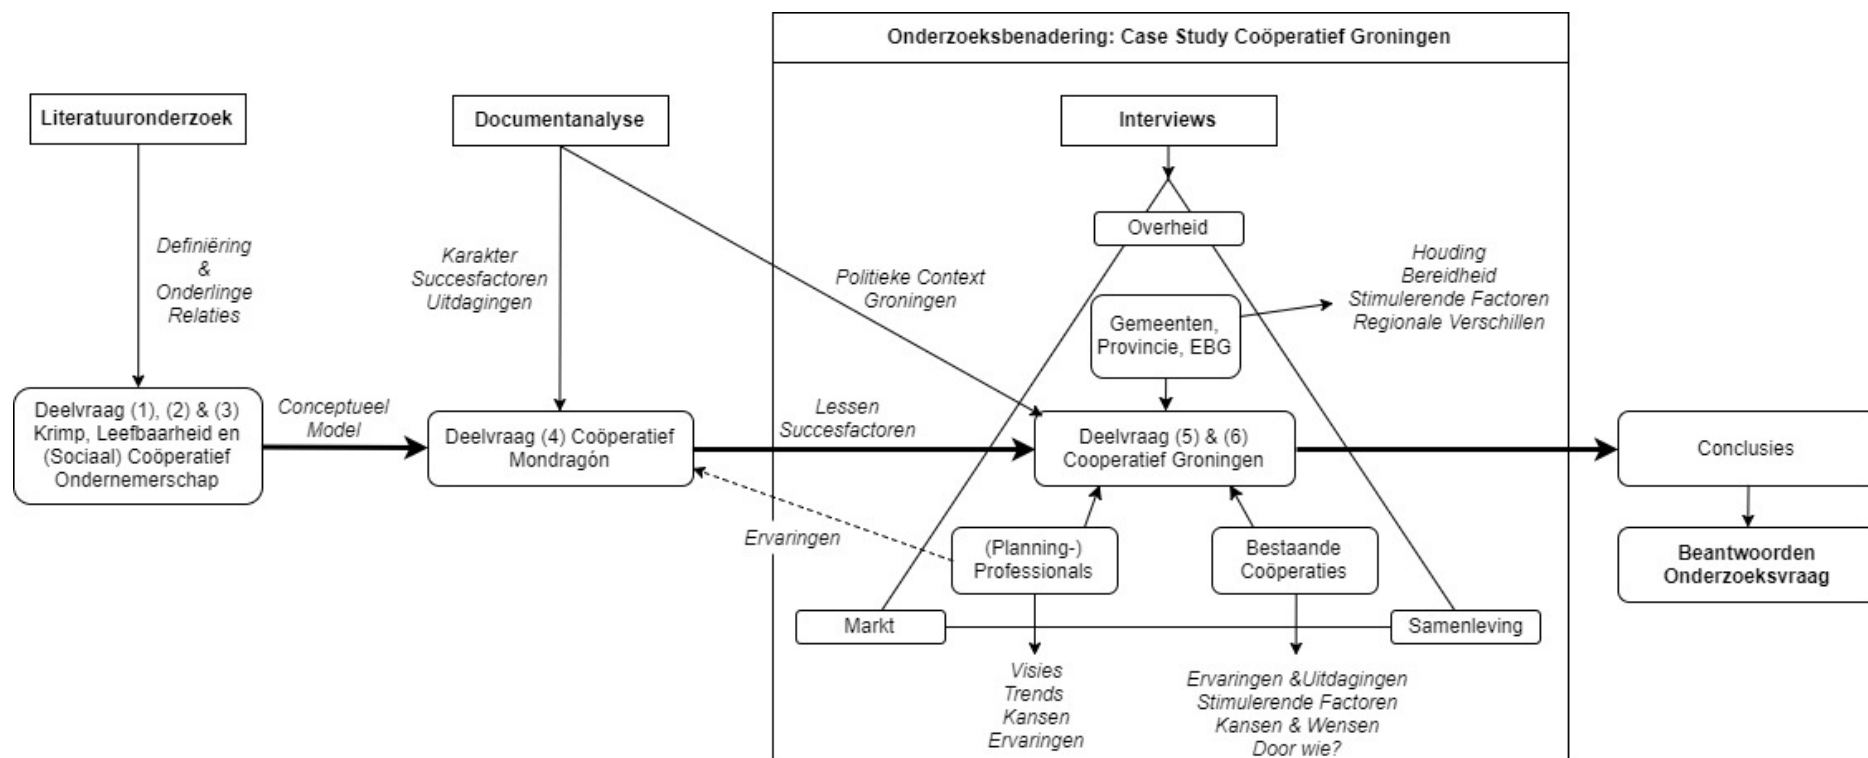 Onderzoeksbenadering: Case Study Coöperatief Groningen
Literatuuronderzoek
Documentanalyse
Interviews
Definiëring
&
Onderlinge
Relaties
Karakter
Succesfactoren
Uitdagingen
Politieke Context
Groningen
Overheid
Gemeenten,
Provincie, EBG
Houding
Bereidheid
Stimulerende Factoren
Regionale Verschillen
Deelvraag (1), (2) & (3)
Krimp, Leefbaarheid en
(Sociaal) Coöperatief
Ondernemerschap
Conceptueel
Model
Deelvraag (4) Coöperatief
Mondragón
Lessen
Succesfactoren
Deelvraag (5) & (6)
Cooperatief Groningen
Conclusies
Ervaringen
(Planning-)
Professionals
Bestaande
Coöperaties
Beantwoorden
Onderzoeksvraag
Markt
Samenleving
Visies
Trends
Kansen
Ervaringen
Ervaringen &Uitdagingen
Stimulerende Factoren
Kansen & Wensen
Door wie?